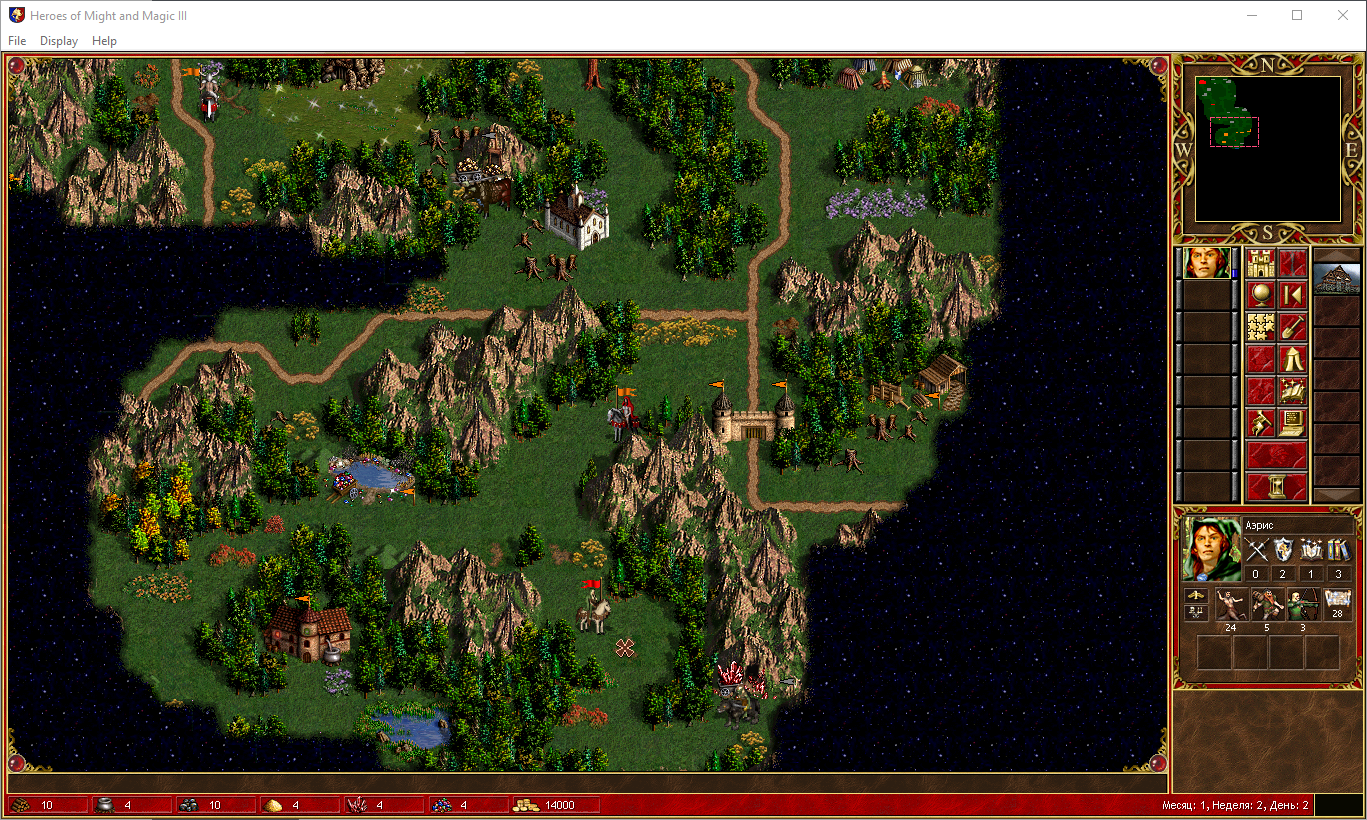 Heroes of Might and Magic III
File Display Help
N
W
E
S
Аэрис
0 2 1 3
28
24 5 3
10 4 10 4 4 4 14000
Месяц: 1, Неделя: 2, День: 2